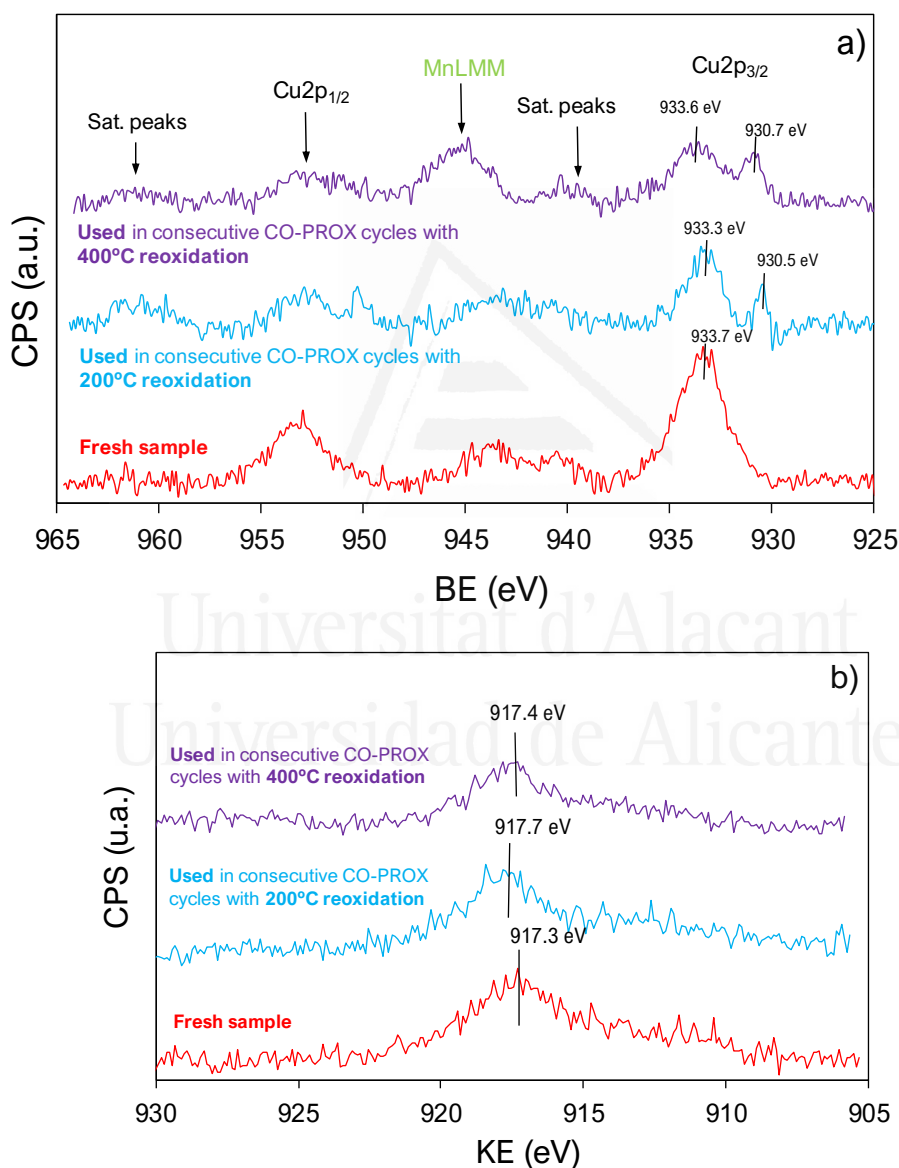 a)
MnLMM
Cu2p3/2
Cu2p1/2
933.6 eV
930.7 eV
Sat. peaks
Sat. peaks
Used in consecutive CO-PROX cycles with
400ºC reoxidation
933.3 eV
930.5 eV
Used in consecutive CO-PROX cycles with
200ºC reoxidation
933.7 eV
Fresh sample
CPS (a.u.)
965 960 955 950 945 940 935 930 925
BE (eV)
Universitat d'Alacant
Universidad de Alicante
b)
917.4 eV
Used in consecutive CO-PROX
cycles with 400ºC reoxidation
917.7 eV
Used in consecutive CO-PROX
cycles with 200ºC reoxidation
917.3 eV
Fresh sample
CPS (u.a.)
930 925 920 915 910 905
KE (eV)